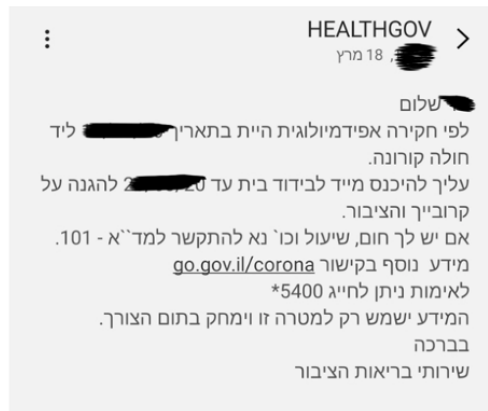 HEALTHGOV
18 מרץ,
שלום
לפי חקירה אפידמיולוגית היית בתאריך ליד
חולה קורונה.
עליך להיכנס מייד לבידוד בית עד להגנה על
קרובייך והציבור.
אם יש לך חום, שיעול וכו` נא להתקשר למד``א - 101.
מידע נוסף בקישור go.gov.il/corona
לאימות ניתן לחייג 5400*
המידע ישמש רק למטרה זו וימחק בתום הצורך.
בברכה
שירותי בריאות הציבור